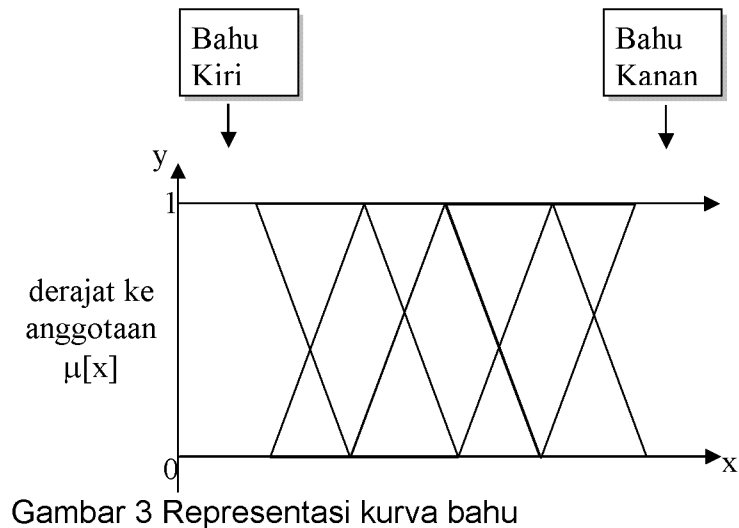 Bahu
Kiri
Bahu
Kanan
y
1
derajat ke
anggotaan
μ[x]
0
x
Gambar 3 Representasi kurva bahu